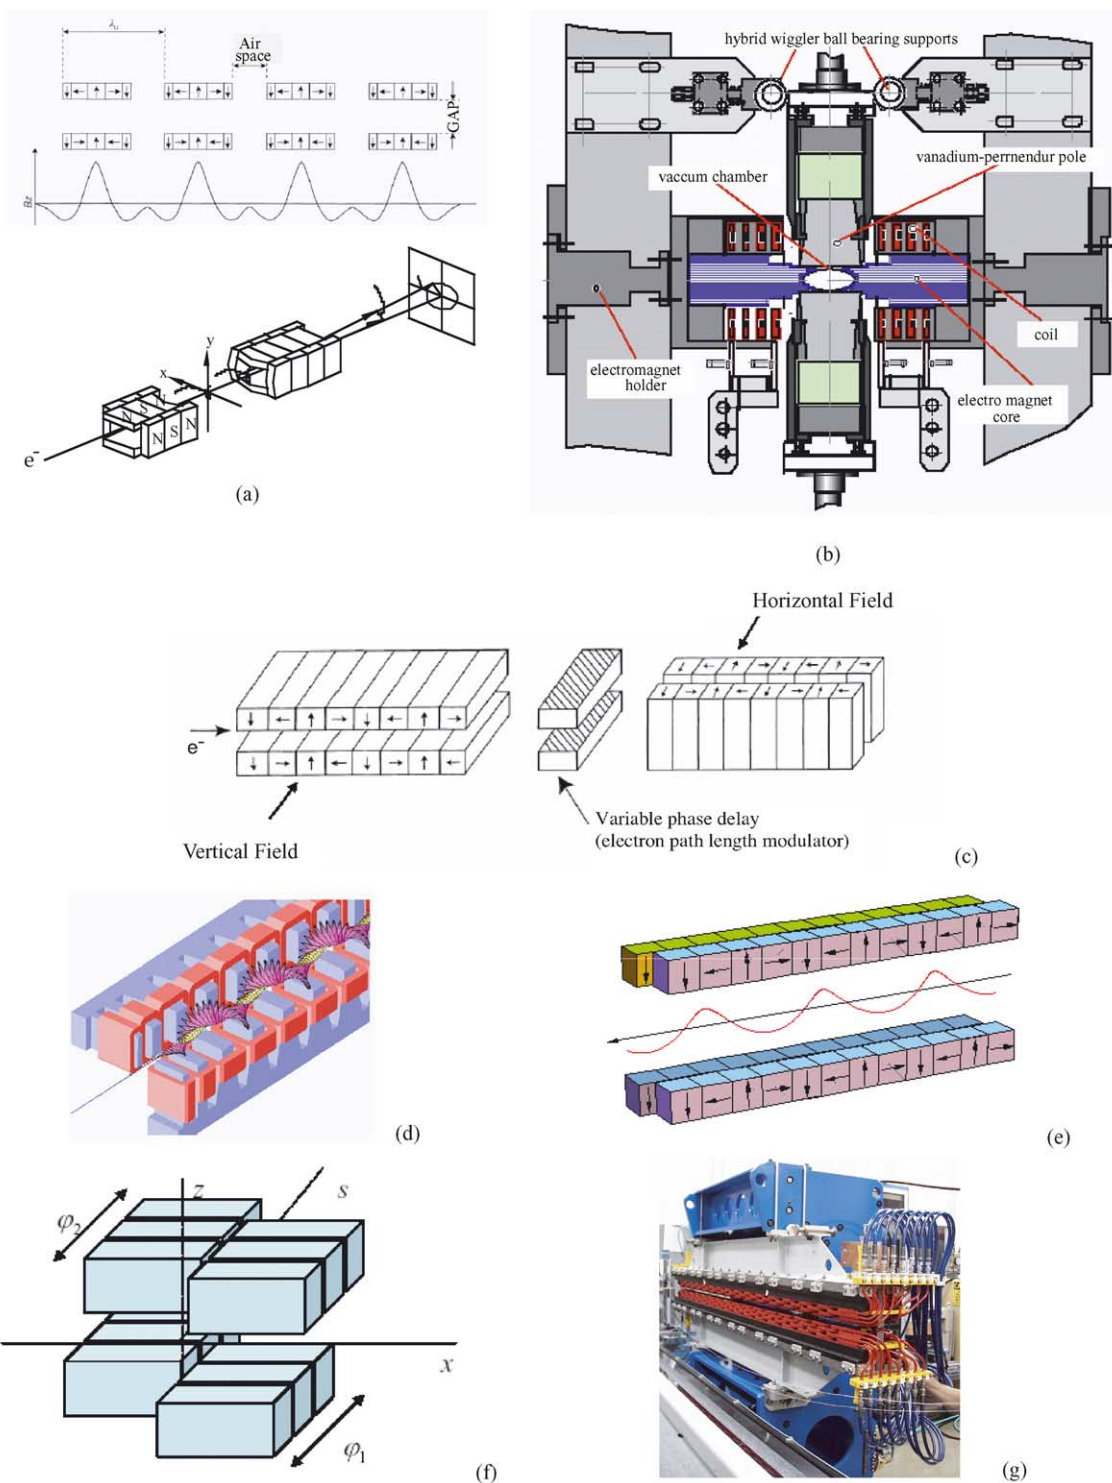 λ₀
Air
space
GAP
Bz
y
x
N
S
N
N
S
N
e⁻
(a)
hybrid wiggler ball bearing supports
vanadium-perrnendur pole
vaccum chamber
coil
electromagnet
holder
electro magnet
core
(b)
Horizontal Field
e⁻
Variable phase delay
(electron path length modulator)
Vertical Field
(c)
(d)
(e)
z
s
φ₂
x
φ₁
(f)
(g)